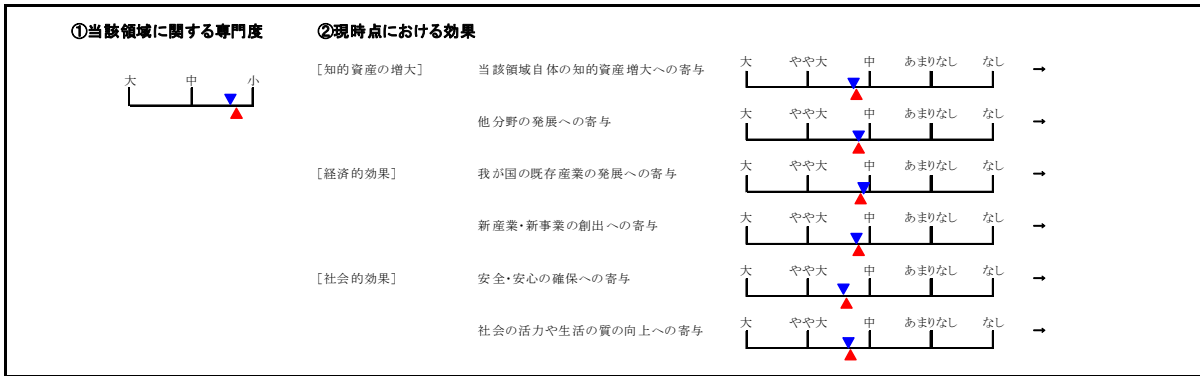 ①当該領域に関する専門度 ②現時点における効果
大 中 小
[知的資産の増大] 当該領域自体の知的資産増大への寄与 大 やや大 中 あまりなし なし →
他分野の発展への寄与 大 やや大 中 あまりなし なし →
[経済的効果] 我が国の既存産業の発展への寄与 大 やや大 中 あまりなし なし →
新産業・新事業の創出への寄与 大 やや大 中 あまりなし なし →
[社会的効果] 安全・安心の確保への寄与 大 やや大 中 あまりなし なし →
社会の活力や生活の質の向上への寄与 大 やや大 中 あまりなし なし →